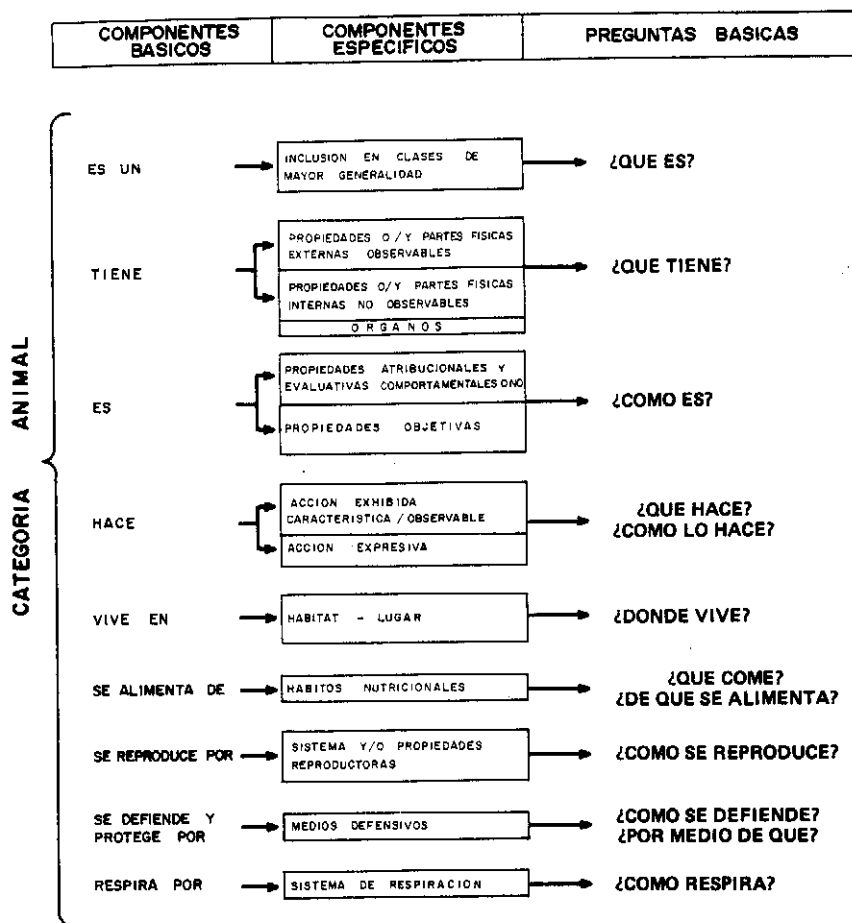 COMPONENTES BASICOS
COMPONENTES ESPECIFICOS
PREGUNTAS BASICAS
CATEGORIA ANIMAL
ES UN
INCLUSION EN CLASES DE
MAYOR GENERALIDAD
¿QUE ES?
TIENE
PROPIEDADES O/Y PARTES FISICAS
EXTERNAS OBSERVABLES
PROPIEDADES O/Y PARTES FISICAS
INTERNAS NO OBSERVABLES
ORGANOS
¿QUE TIENE?
ES
PROPIEDADES ATRIBUCIONALES Y
EVALUATIVAS COMPORTAMENTALES ONO
PROPIEDADES OBJETIVAS
¿COMO ES?
HACE
ACCION EXHIBIDA
CARACTERISTICA / OBSERVABLE
ACCION EXPRESIVA
¿QUE HACE?
¿COMO LO HACE?
VIVE EN
HABITAT - LUGAR
¿DONDE VIVE?
SE ALIMENTA DE
HABITOS NUTRICIONALES
¿QUE COME?
¿DE QUE SE ALIMENTA?
SE REPRODUCE POR
SISTEMA Y/O PROPIEDADES
REPRODUCTORAS
¿COMO SE REPRODUCE?
SE DEFIENDE Y
PROTEGE POR
MEDIOS DEFENSIVOS
¿COMO SE DEFIENDE?
¿POR MEDIO DE QUE?
RESPIRA POR
SISTEMA DE RESPIRACION
¿COMO RESPIRA?